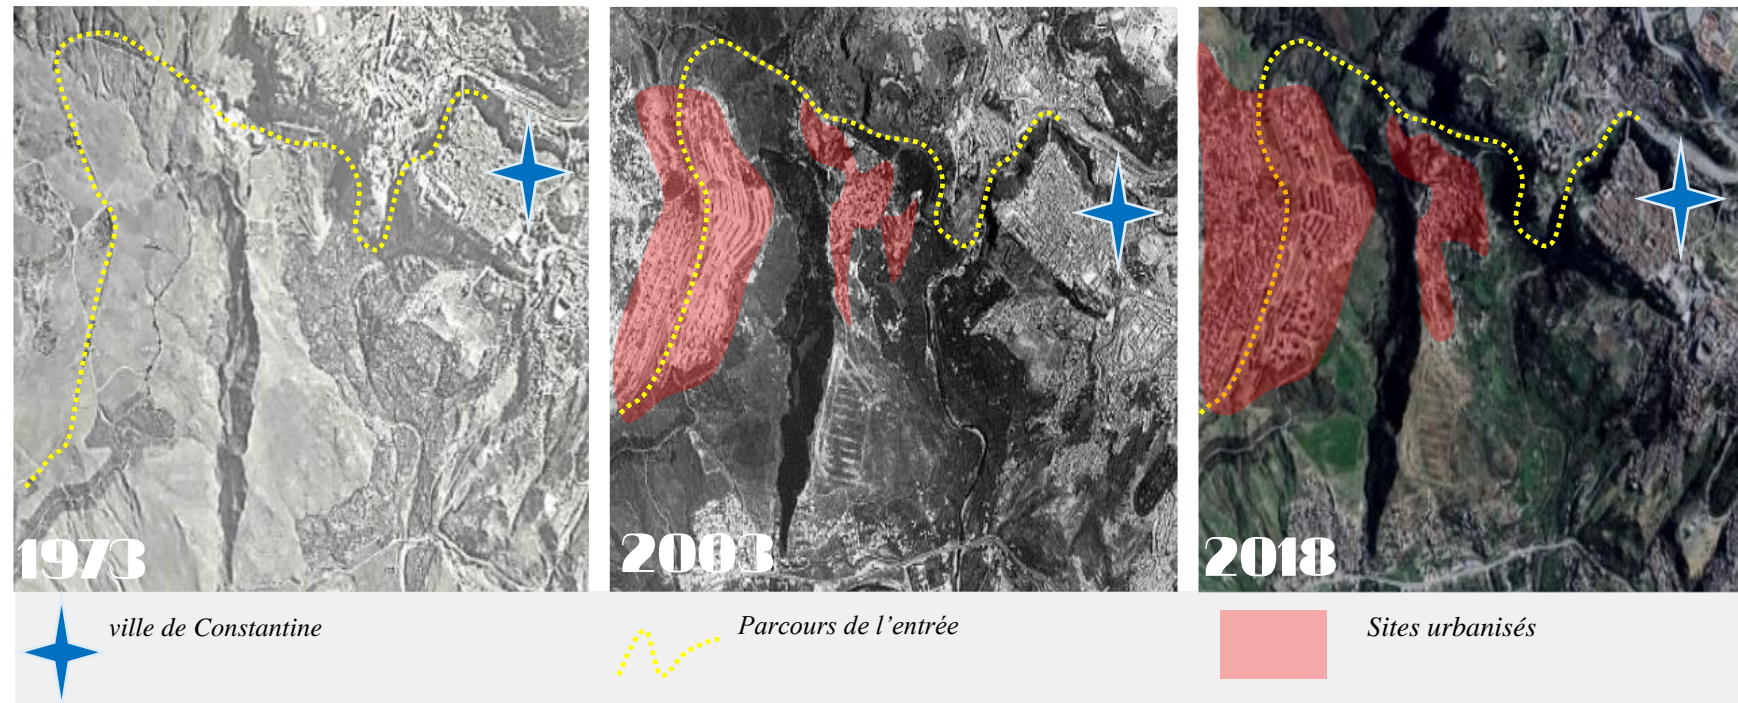 1973
2003
2018
ville de Constantine
Parcours de l’entrée
Sites urbanisés